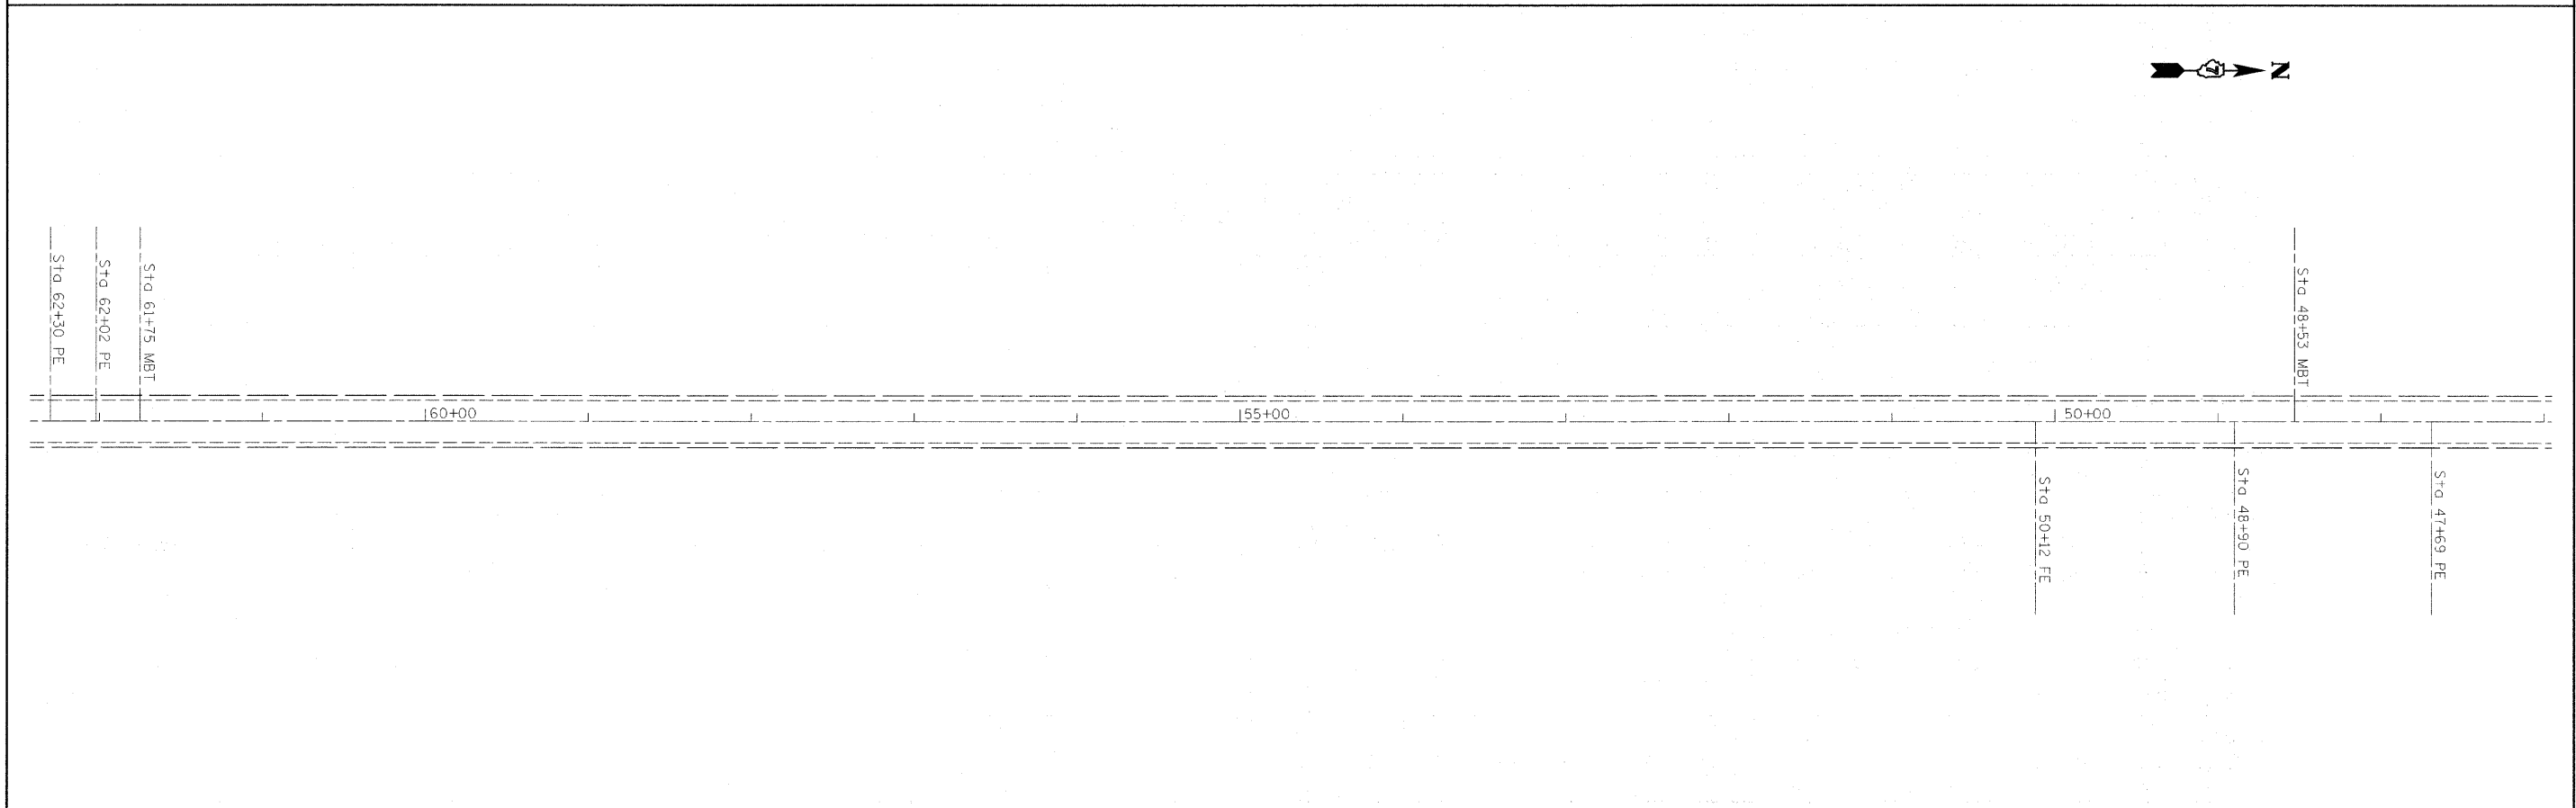 N
Sta 62+30 PE
Sta 62+02 PE
Sta 61+75 MBT
Sta 48+53 MBT
60+00
55+00
50+00
Sta 50+12 FE
Sta 48+90 PE
Sta 47+69 PE